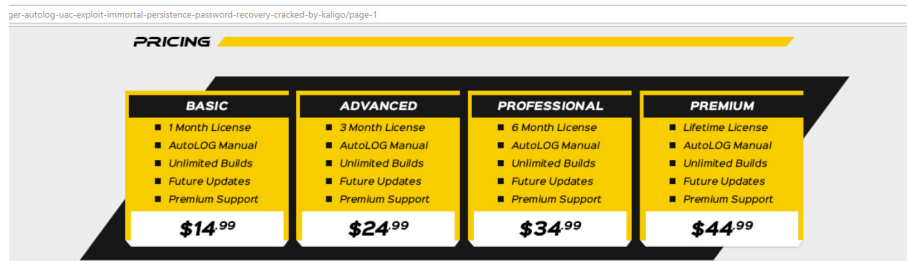 ger-autolog-uac-exploit-immortal-persistence-password-recovery-cracked-by-kaligo/page-1
PRICING
BASIC
1 Month License
AutoLOG Manual
Unlimited Builds
Future Updates
Premium Support
$14.99
ADVANCED
3 Month License
AutoLOG Manual
Unlimited Builds
Future Updates
Premium Support
$24.99
PROFESSIONAL
6 Month License
AutoLOG Manual
Unlimited Builds
Future Updates
Premium Support
$34.99
PREMIUM
Lifetime License
AutoLOG Manual
Unlimited Builds
Future Updates
Premium Support
$44.99